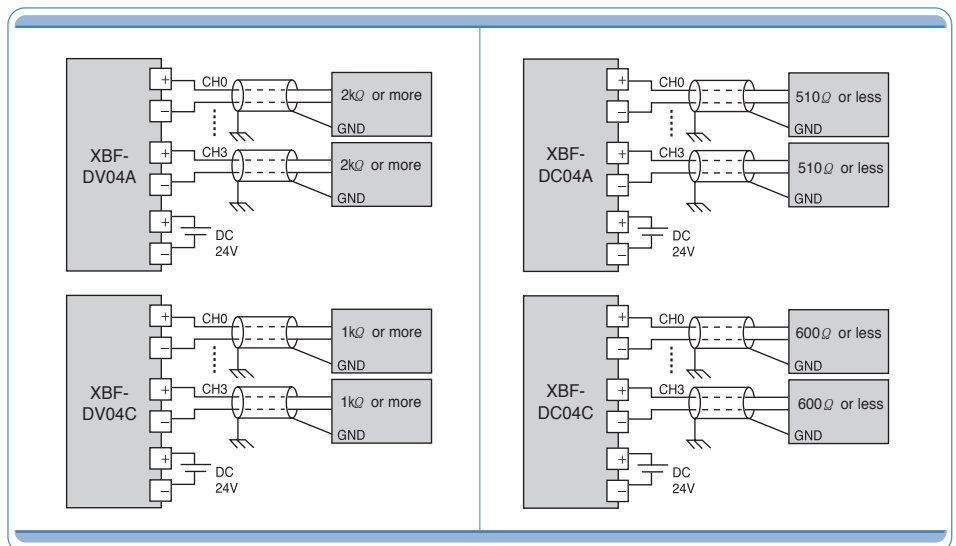 XBF-
DV04A
+
−
+
−
+
−
CH0
CH3
2kΩ or more
GND
2kΩ or more
GND
DC
24V
XBF-
DC04A
+
−
+
−
+
−
CH0
CH3
510Ω or less
GND
510Ω or less
GND
DC
24V
XBF-
DV04C
+
−
+
−
+
−
CH0
CH3
1kΩ or more
GND
1kΩ or more
GND
DC
24V
XBF-
DC04C
+
−
+
−
+
−
CH0
CH3
600Ω or less
GND
600Ω or less
GND
DC
24V